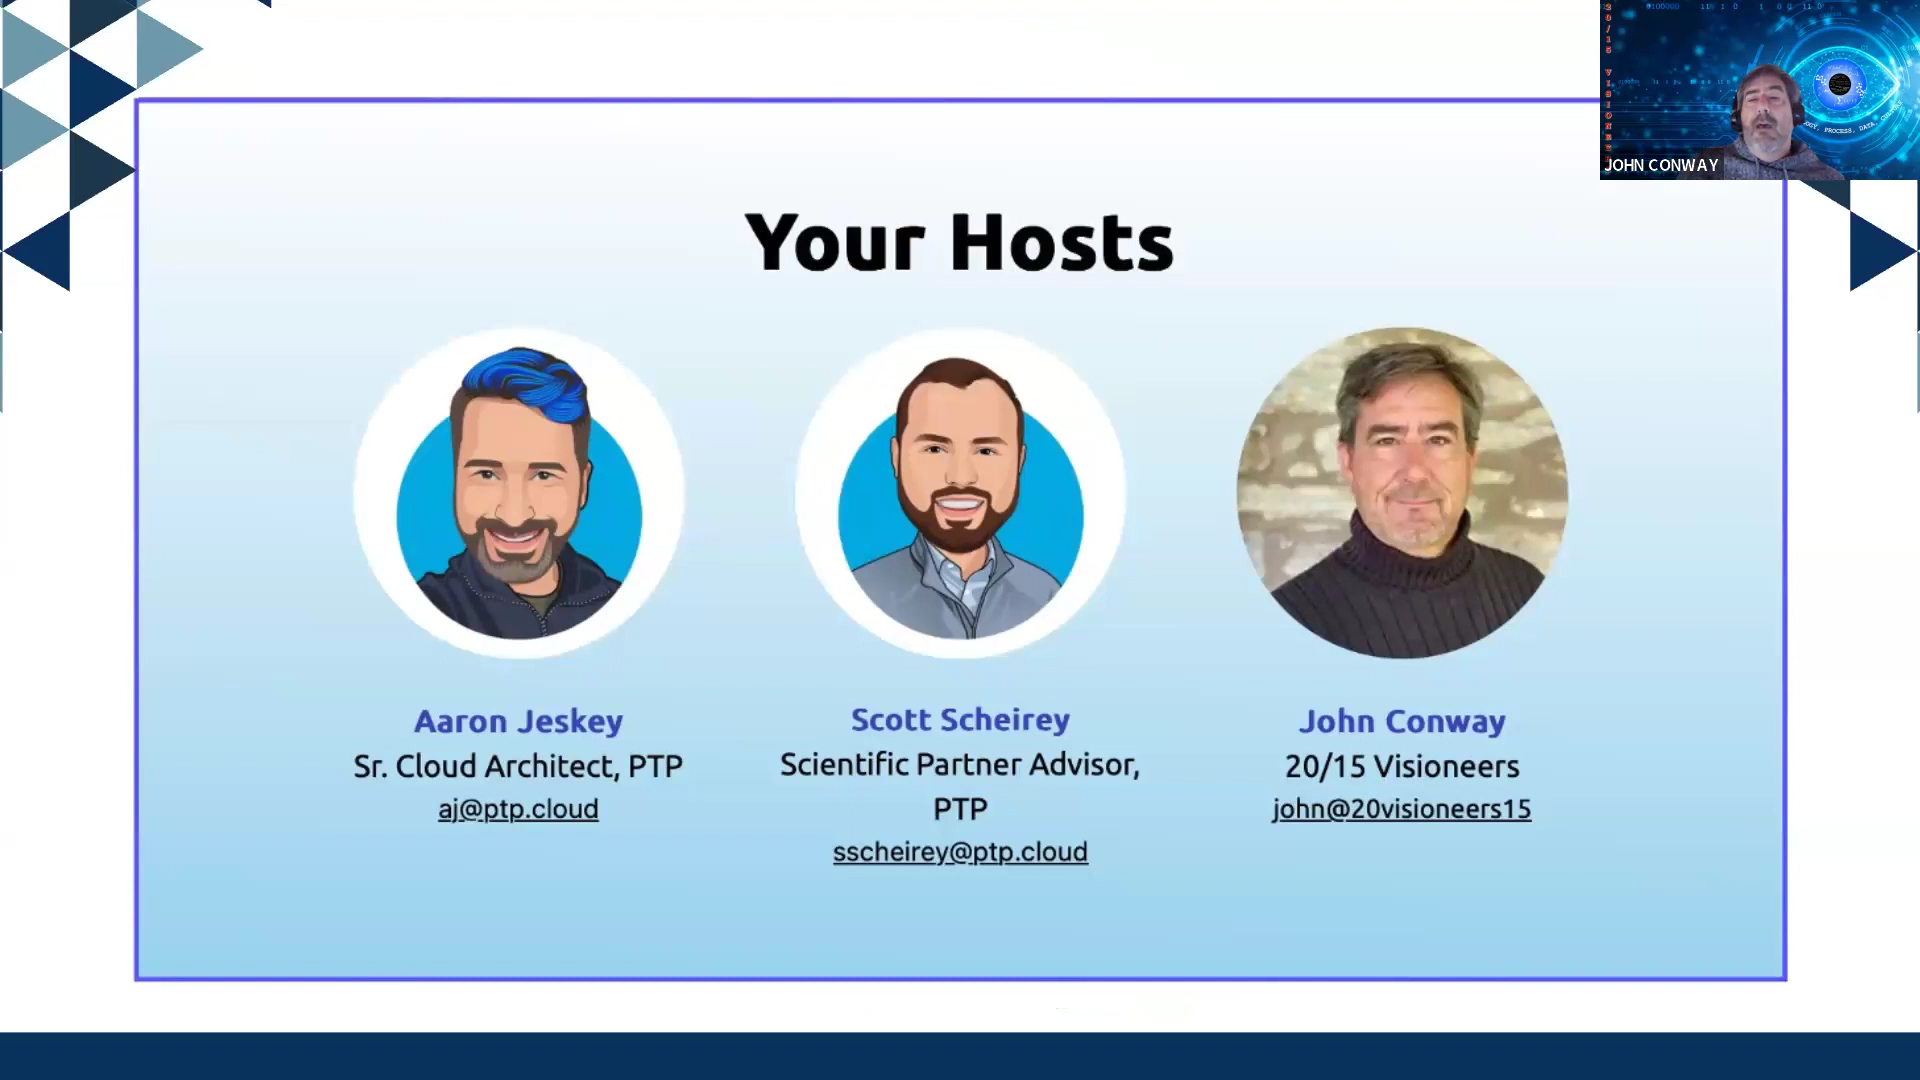 JOHN CONWAY
Your Hosts
Aaron Jeskey
Sr. Cloud Architect, PTP
aj@ptp.cloud
Scott Scheirey
Scientific Partner Advisor,
PTP
sscheirey@ptp.cloud
John Conway
20/15 Visioneers
john@20visioneers15